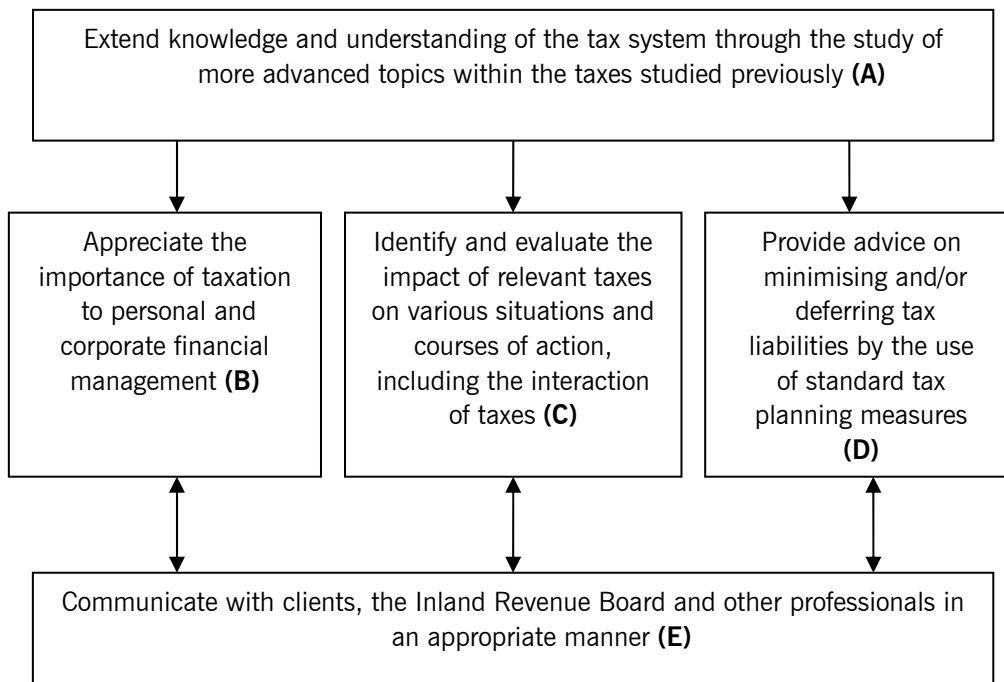 Extend knowledge and understanding of the tax system through the study of
more advanced topics within the taxes studied previously (A)
Appreciate the
importance of taxation
to personal and
corporate financial
management (B)
Identify and evaluate the
impact of relevant taxes
on various situations and
courses of action,
including the interaction
of taxes (C)
Provide advice on
minimising and/or
deferring tax
liabilities by the use
of standard tax
planning measures
(D)
Communicate with clients, the Inland Revenue Board and other professionals in
an appropriate manner (E)